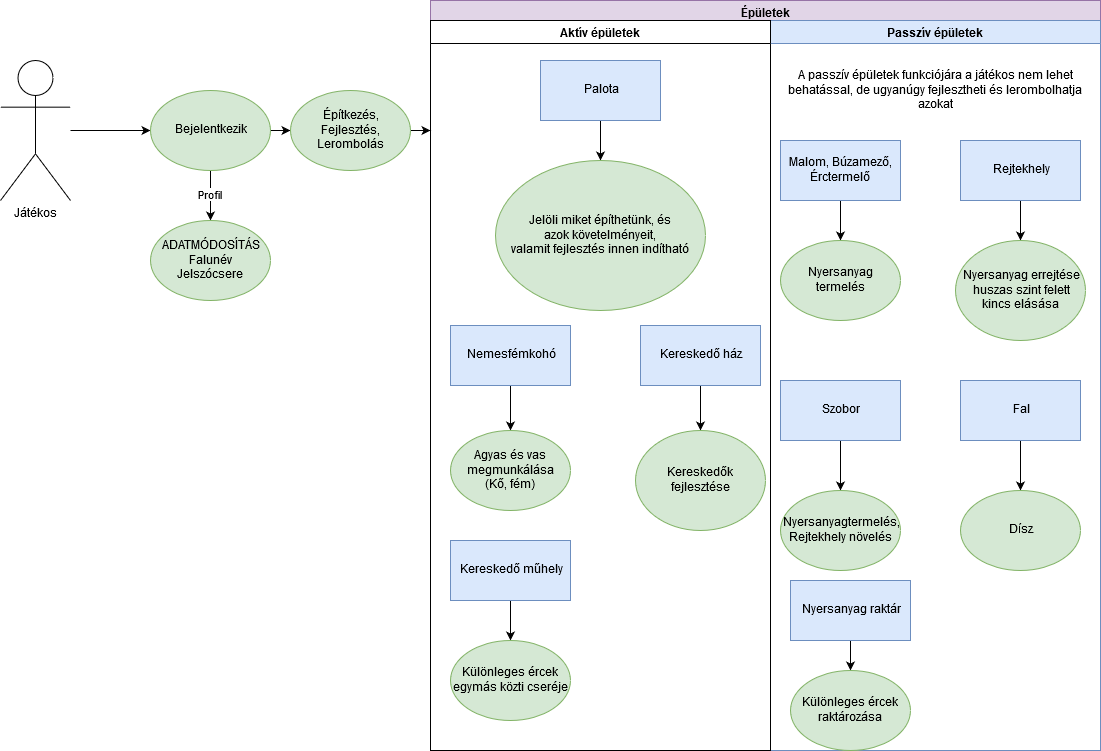 Épületek
Aktív épületek
Passzív épületek
Játékos
Bejelentkezik
Építkezés,
Fejlesztés,
Lerombolás
Profil
ADATMÓDOSÍTÁS
Falunév
Jelszócsere
Palota
Jelöli miket építhetünk, és
azok követelményeit,
valamit fejlesztés innen indítható
Nemesfémkohó
Agyas és vas
megmunkálása
(Kő, fém)
Kereskedő ház
Kereskedők
fejlesztése
Kereskedő műhely
Különleges ércek
egymás közti cseréje
A passzív épületek funkciojára a játékos nem lehet
behatással, de ugyanúgy fejlesztheti és lerombolhatja
azokat
Malom, Búzamező,
Érctermelő
Nyersanyag
termelés
Rejtekhely
Nyersanyag errejtése
huszas szint felett
kincs elásása
Szobor
Nyersanyagtermelés,
Rejtekhely növelés
Fal
Dísz
Nyersanyag raktár
Különleges ércek
raktározása